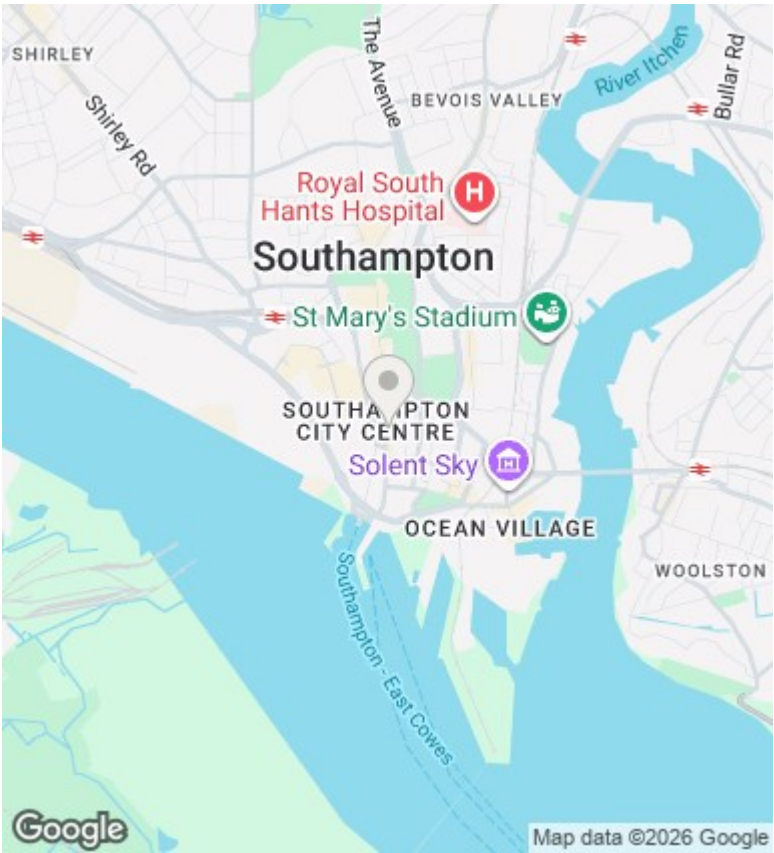 SHIRLEY
The Avenue
River Itchen
Bullar Rd
Shirley Rd
BEVOIS VALLEY
Royal South
Hants Hospital
H
Southampton
St Mary's Stadium
SOUTHAMPTON
CITY CENTRE
Solent Sky
OCEAN VILLAGE
WOOLSTON
Southampton - East Cowes
Google
Map data ©2026 Google